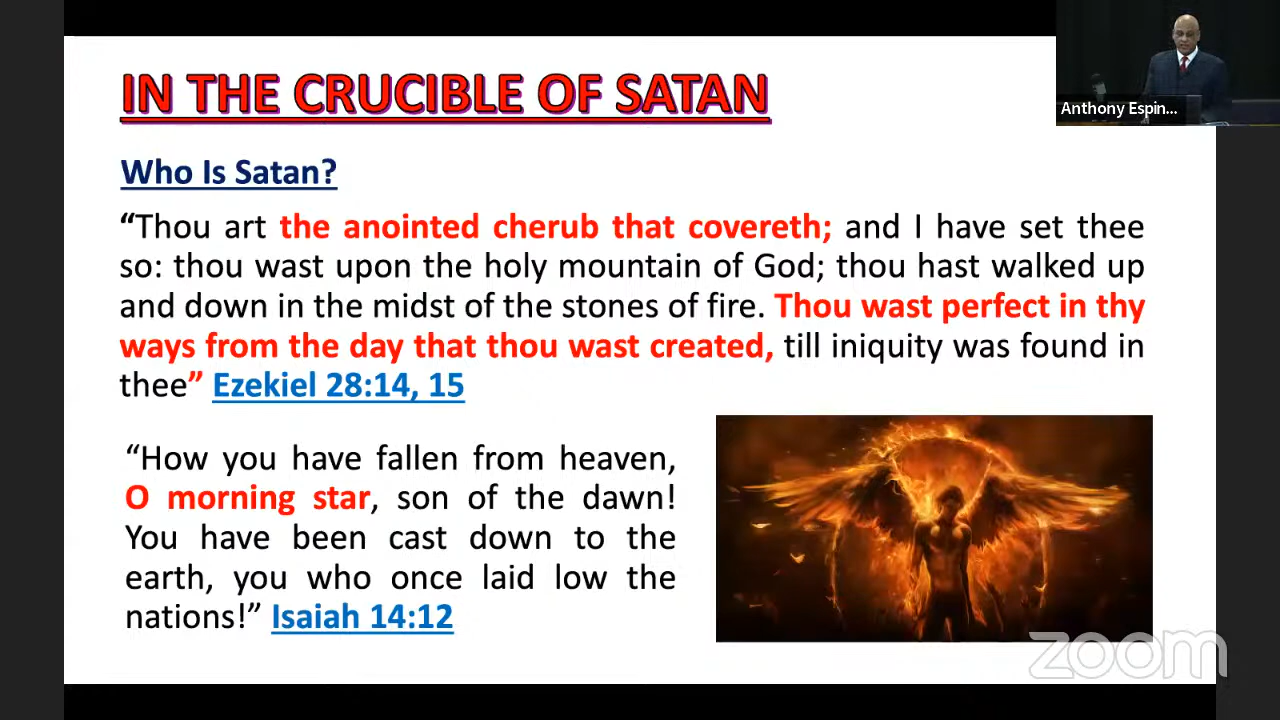 IN THE CRUCIBLE OF SATAN
Anthony Espin...
Who Is Satan?
“Thou art the anointed cherub that covereth; and I have set thee
so: thou wast upon the holy mountain of God; thou hast walked up
and down in the midst of the stones of fire. Thou wast perfect in thy
ways from the day that thou wast created, till iniquity was found in
thee” Ezekiel 28:14, 15
“How you have fallen from heaven,
O morning star, son of the dawn!
You have been cast down to the
earth, you who once laid low the
nations!” Isaiah 14:12
zoom